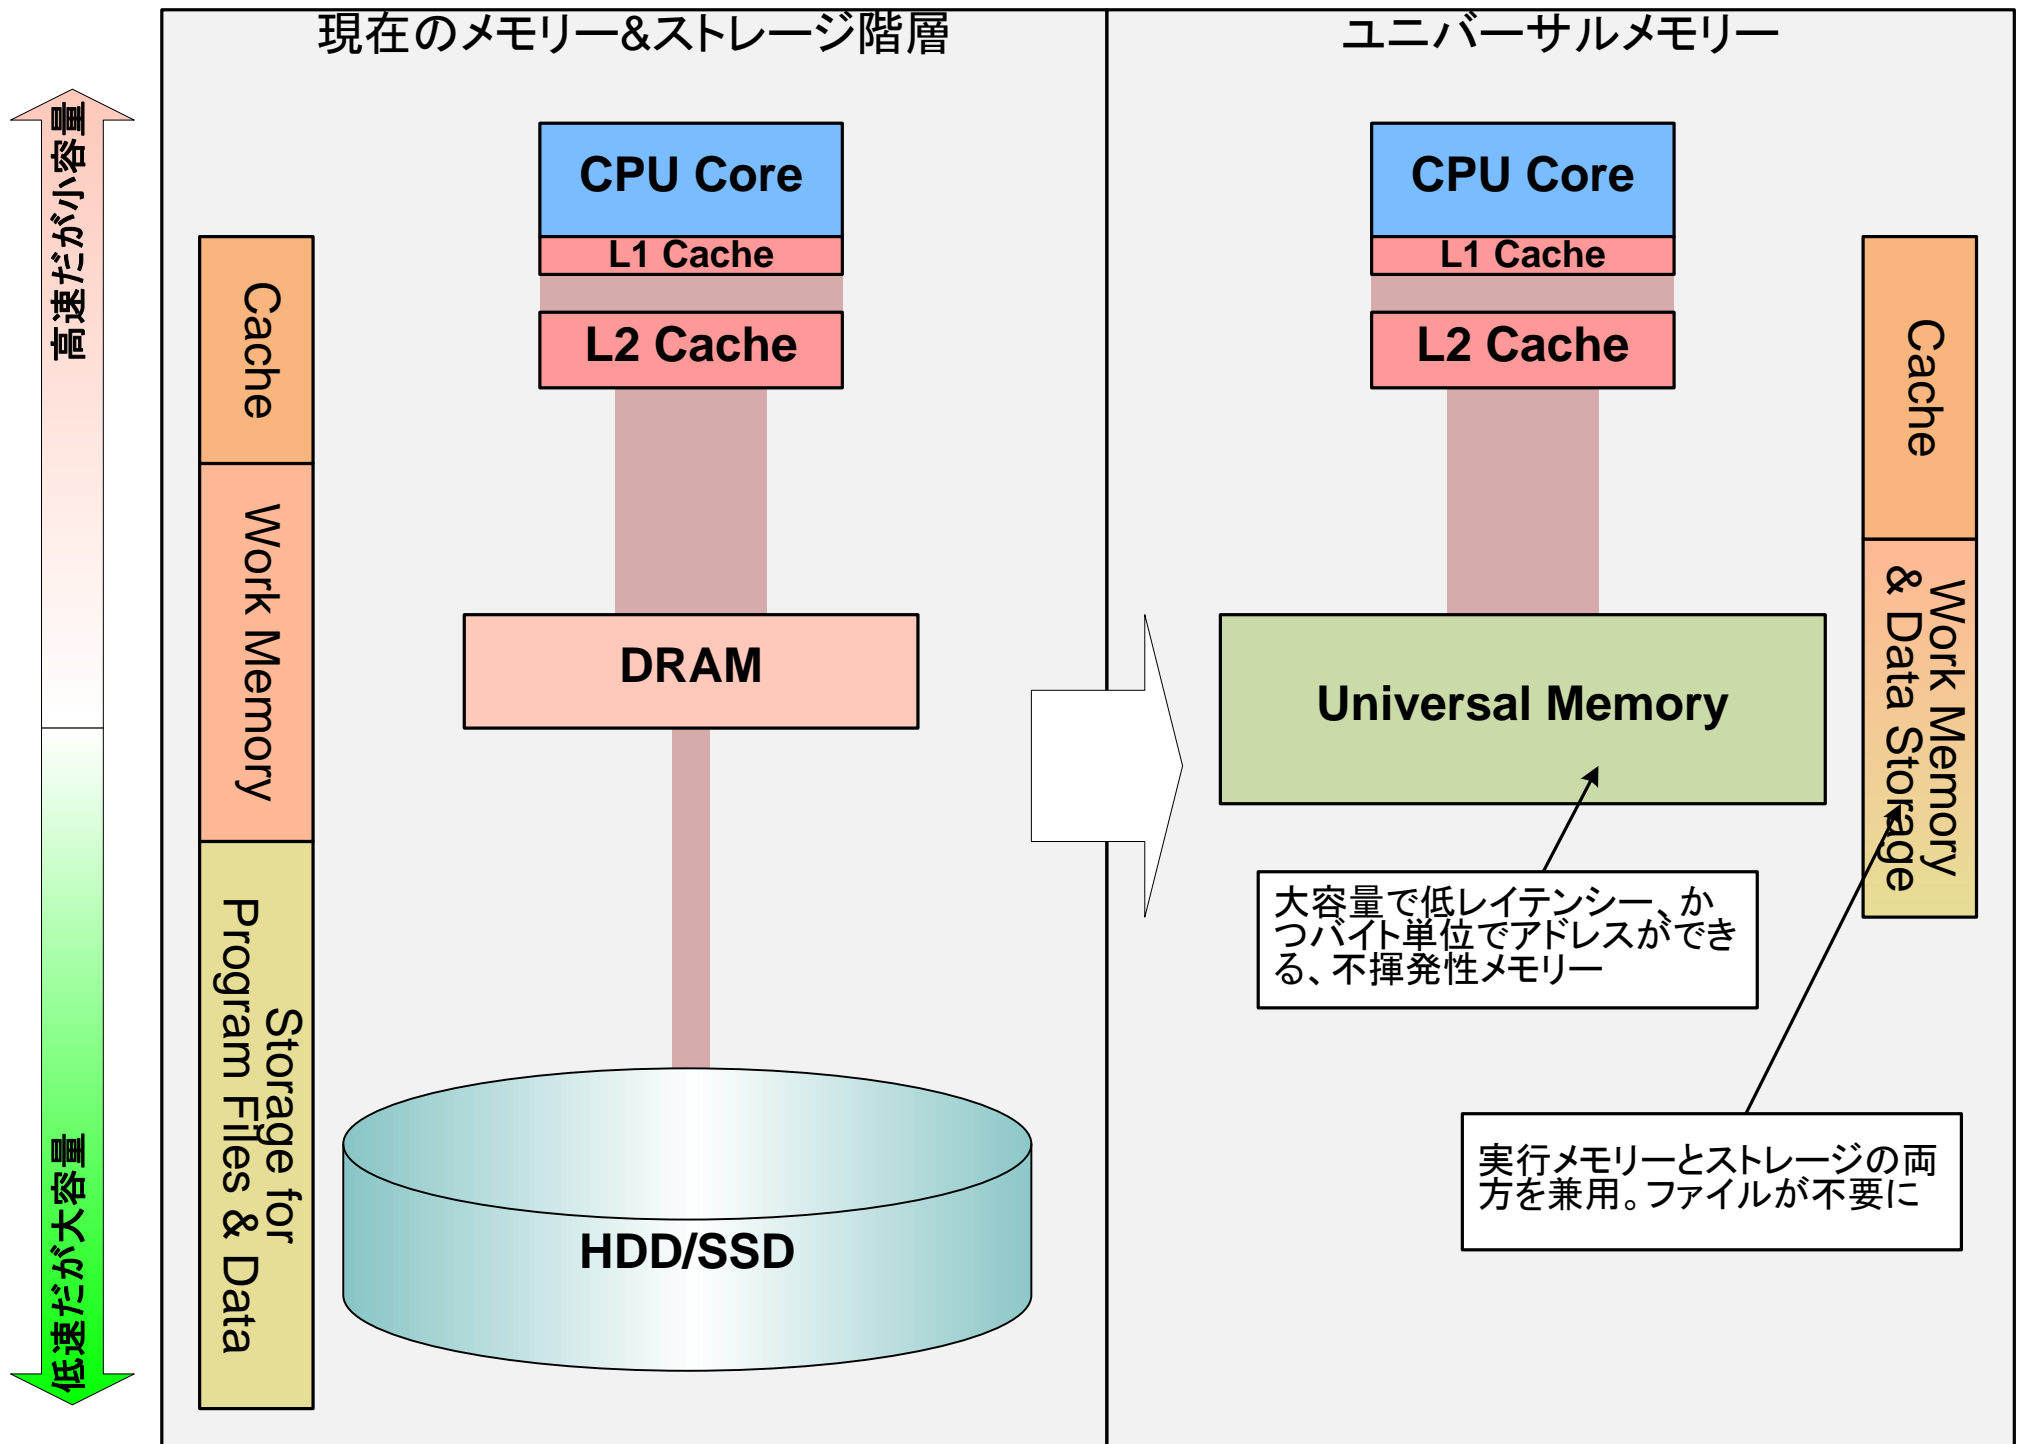 現在のメモリー&ストレージ階層
ユニバーサルメモリー
高速だが小容量
低速だが大容量
Cache
Work Memory
Storage for
Program Files & Data
CPU Core
L1 Cache
L2 Cache
DRAM
HDD/SSD
CPU Core
L1 Cache
L2 Cache
Universal Memory
Cache
Work Memory
& Data Storage
大容量で低レイテンシー、か
つバイト単位でアドレスができ
る、不揮発性メモリー
実行メモリーとストレージの両
方を兼用。ファイルが不要に